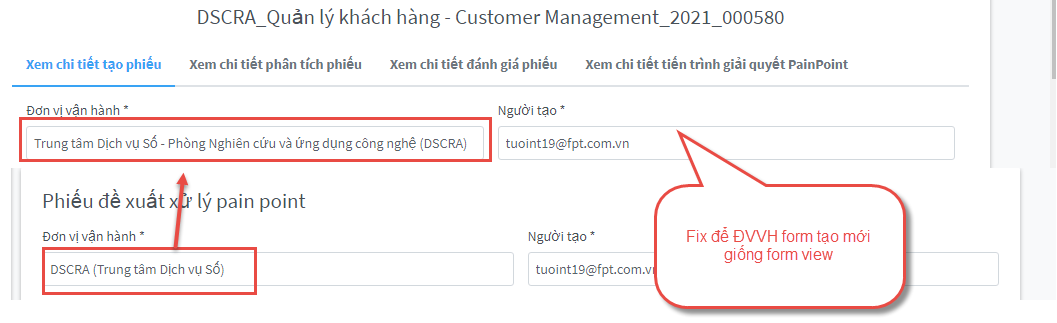 DSCRA_Quản lý khách hàng - Customer Management_2021_000580
Xem chi tiết tạo phiếu Xem chi tiết phân tích phiếu Xem chi tiết đánh giá phiếu Xem chi tiết tiến trình giải quyết PainPoint
Đơn vị vận hành * Người tạo *
Trung tâm Dịch vụ Số - Phòng Nghiên cứu và ứng dụng công nghệ (DSCRA) tuoint19@fpt.com.vn
Phiếu đề xuất xử lý pain point
Đơn vị vận hành * Người tạo *
DSCRA (Trung tâm Dịch vụ Số) tuoint19@fpt.com.vn
Fix để ĐVVH form tạo mới
giống form view